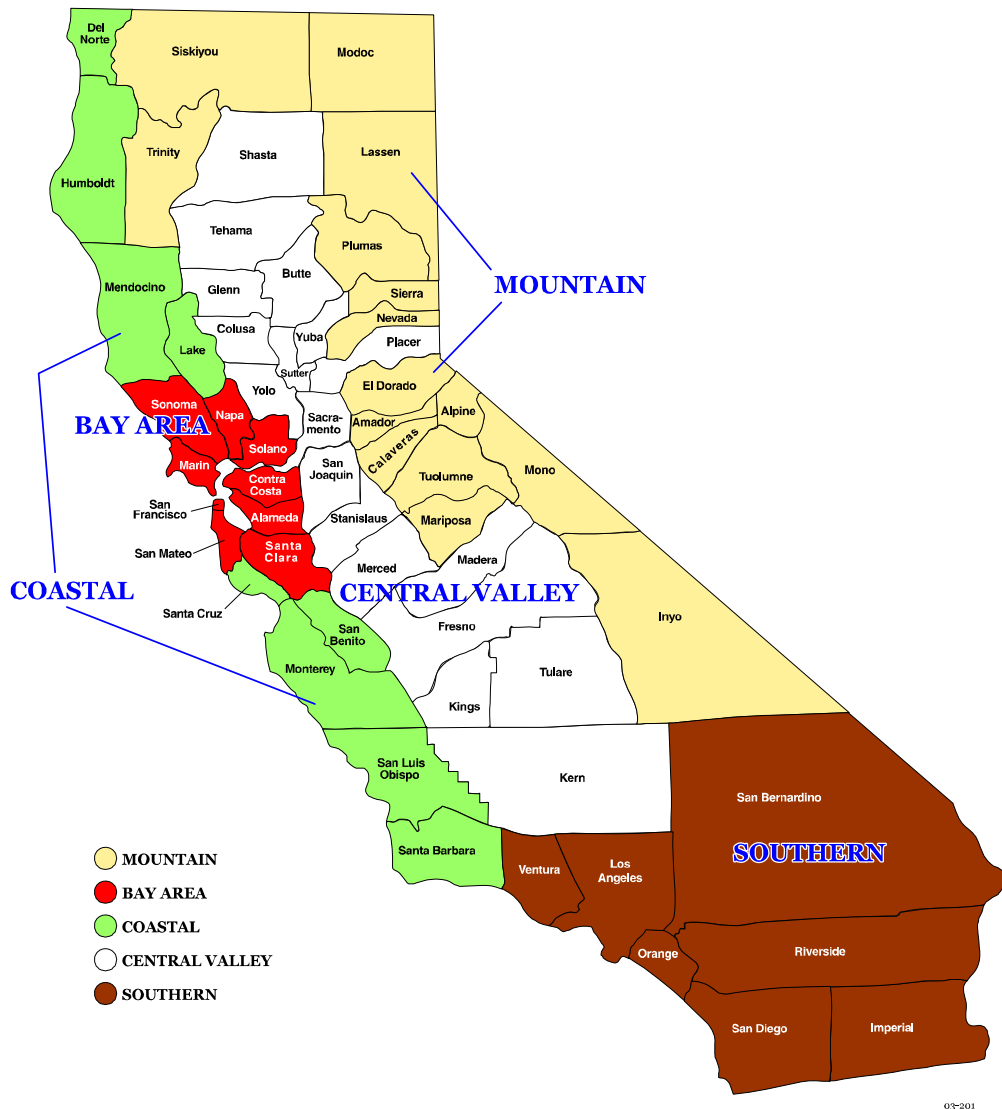 Del
Norte
Siskiyou
Modoc
Trinity
Shasta
Lassen
Humboldt
Tehama
Plumas
Butte
Mendocino
Glenn
Sierra
MOUNTAIN
Nevada
Colusa
Yuba
Placer
Lake
Sutter
El Dorado
Yolo
Sonoma
Napa
Sacra-
mento
Amador
Alpine
BAY AREA
Calaveras
Solano
Marin
San
Joaquin
Mono
Contra
Costa
Tuolumne
San
Francisco
Alameda
Stanislaus
Mariposa
San Mateo
Santa
Clara
Merced
Madera
COASTAL
CENTRAL VALLEY
Santa Cruz
San
Benito
Fresno
Inyo
Monterey
Tulare
Kings
San Luis
Obispo
Kern
San Bernardino
Santa Barbara
Ventura
Los
Angeles
SOUTHERN
MOUNTAIN
BAY AREA
COASTAL
CENTRAL VALLEY
SOUTHERN
Orange
Riverside
San Diego
Imperial
03-201